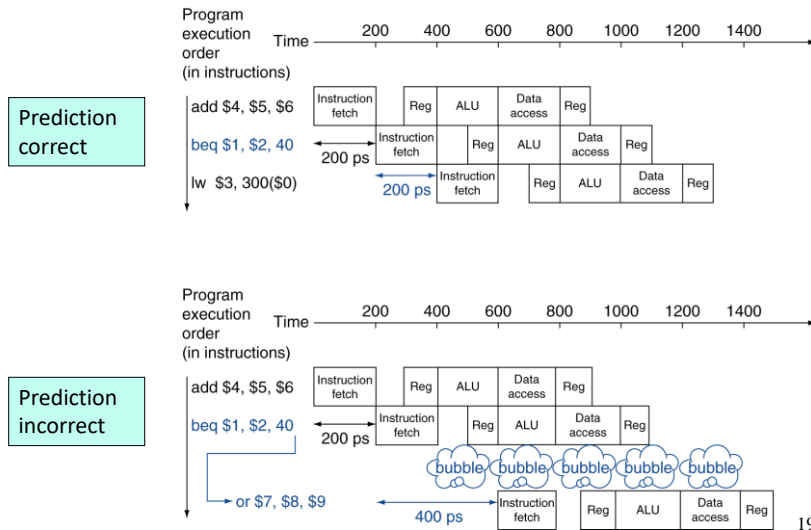 Program
execution
order
(in instructions)
Time
200 400 600 800 1000 1200 1400
Prediction
correct
add $4, $5, $6
Instruction
fetch
Reg
ALU
Data
access
Reg
beq $1, $2, 40
Instruction
fetch
Reg
ALU
Data
access
Reg
200 ps
lw $3, 300($0)
200 ps
Instruction
fetch
Reg
ALU
Data
access
Reg
Program
execution
order
(in instructions)
Time
200 400 600 800 1000 1200 1400
Prediction
incorrect
add $4, $5, $6
Instruction
fetch
Reg
ALU
Data
access
Reg
beq $1, $2, 40
Instruction
fetch
Reg
ALU
Data
access
Reg
200 ps
bubble bubble bubble bubble bubble
or $7, $8, $9
400 ps
Instruction
fetch
Reg
ALU
Data
access
Reg